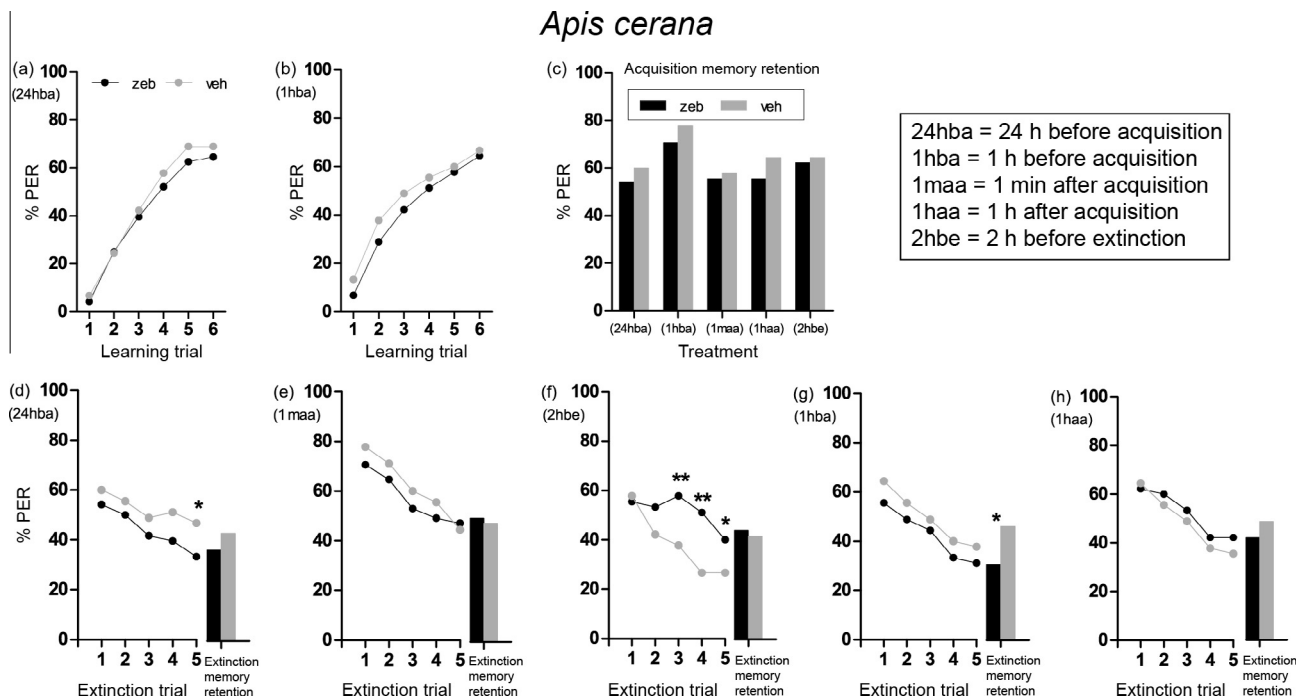 Apis cerana
(a)
(24hba)
100
80
60
40
20
0
% PER
zeb
veh
1 2 3 4 5 6
Learning trial
(b)
(1hba)
100
80
60
40
20
0
% PER
1 2 3 4 5 6
Learning trial
(c)
Acquisition memory retention
zeb
veh
100
80
60
40
20
0
% PER
(24hba) (1hba) (1maa) (1haa) (2hbe)
Treatment
24hba = 24 h before acquisition
1hba = 1 h before acquisition
1maa = 1 min after acquisition
1haa = 1 h after acquisition
2hbe = 2 h before extinction
(d)
(24hba)
100
80
60
40
20
0
% PER
*
1 2 3 4 5
Extinction trial
Extinction
memory
retention
(e)
(1maa)
100
80
60
40
20
0
1 2 3 4 5
Extinction trial
Extinction
memory
retention
(f)
(2hbe)
100
80
60
40
20
0
**
**
*
1 2 3 4 5
Extinction trial
Extinction
memory
retention
(g)
(1hba)
100
80
60
40
20
0
*
1 2 3 4 5
Extinction trial
Extinction
memory
retention
(h)
(1haa)
100
80
60
40
20
0
1 2 3 4 5
Extinction trial
Extinction
memory
retention